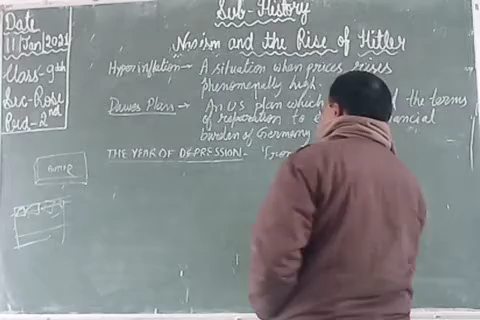 Date
11/Jan/2021
Class-9th
Sec-Rose
Pead-2nd
Sub-History
Nazism and the Rise of Hitler
Hyperinflation → A situation when prices rises
phenomenally high.
Dawes Plan → An US plan which the terms
of reparation to financial
burden of Germany
THE YEAR OF DEPRESSION-